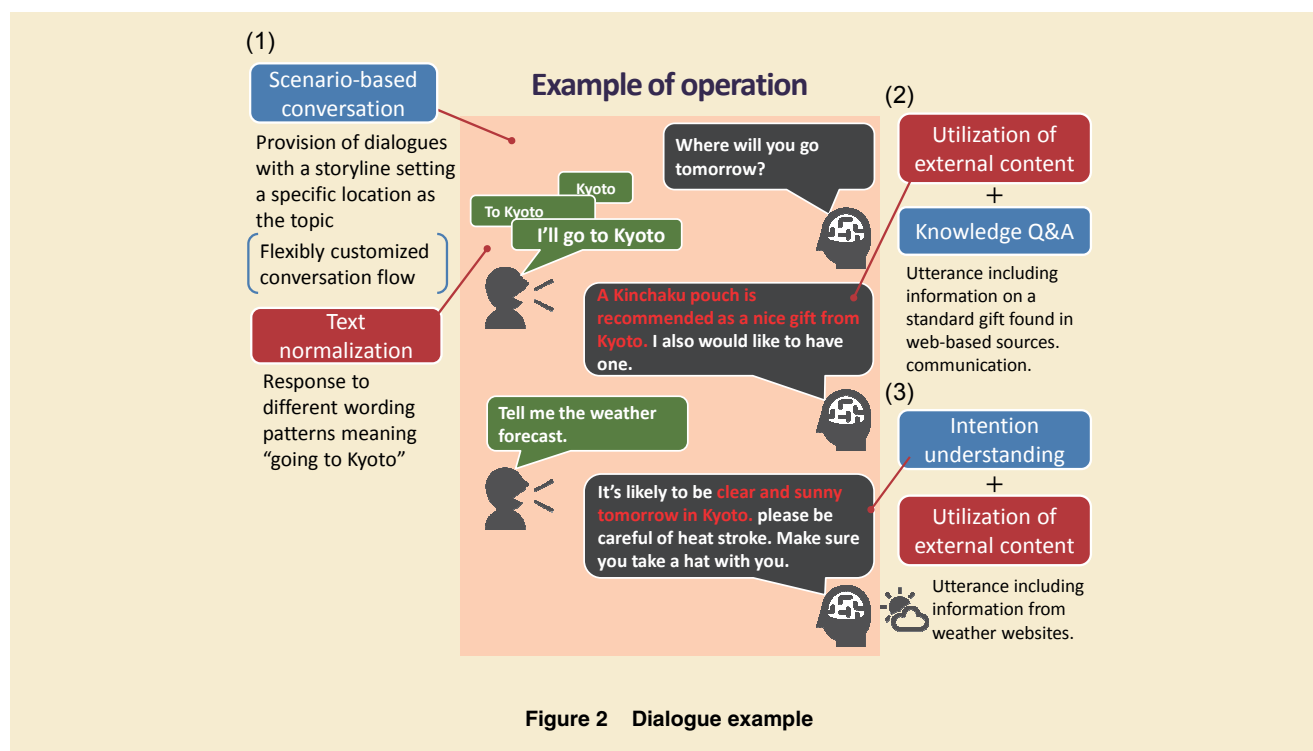 (1)
Scenario-based
conversation
Provision of dialogues
with a storyline setting
a specific location as
the topic
Flexibly customized
conversation flow
Text
normalization
Response to
different wording
patterns meaning
“going to Kyoto”
Example of operation
Where will you go
tomorrow?
Kyoto
To Kyoto
I’ll go to Kyoto
A Kinchaku pouch is
recommended as a nice gift from
Kyoto. I also would like to have
one.
Tell me the weather
forecast.
It’s likely to be clear and sunny
tomorrow in Kyoto. please be
careful of heat stroke. Make sure
you take a hat with you.
(2)
Utilization of
external content
+
Knowledge Q&A
Utterance including
information on a
standard gift found in
web-based sources.
communication.
(3)
Intention
understanding
+
Utilization of
external content
Utterance including
information from
weather websites.
Figure 2 Dialogue example